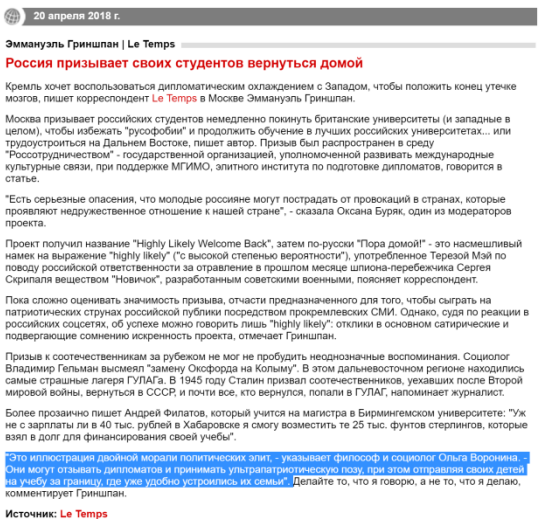 20 апреля 2018 г.
Эммануэль Гриншпан | Le Temps
Россия призывает своих студентов вернуться домой
Кремль хочет воспользоваться дипломатическим охлаждением с Западом, чтобы положить конец утечке
мозгов, пишет корреспондент Le Temps в Москве Эммануэль Гриншпан.
Москва призывает российских студентов немедленно покинуть британские университеты (и западные в
целом), чтобы избежать "русофобии" и продолжить обучение в лучших российских университетах... или
трудоустроиться на Дальнем Востоке, пишет автор. Призыв был распространен в среду
"Россотрудничеством" - государственной организацией, уполномоченной развивать международные
культурные связи, при поддержке МГИМО, элитного института по подготовке дипломатов, говорится в
статье.
"Есть серьезные опасения, что молодые россияне могут пострадать от провокаций в странах, которые
проявляют недружественное отношение к нашей стране", - сказала Оксана Буряк, один из модераторов
проекта.
Проект получил название "Highly Likely Welcome Back", затем по-русски "Пора домой!" - это насмешливый
намек на выражение "highly likely" ("с высокой степенью вероятности"), употребленное Терезой Мэй по
поводу российской ответственности за отравление в прошлом месяце шпиона-перебежчика Сергея
Скрипаля веществом "Новичок", разработанным советскими военными, поясняет корреспондент.
Пока сложно оценивать значимость призыва, отчасти предназначенного для того, чтобы сыграть на
патриотических струнах российской публики посредством прокремлевских СМИ. Однако, судя по реакции в
российских соцсетях, об успехе можно говорить лишь "highly likely": отклики в основном сатирические и
подвергающие сомнению искренность проекта, отмечает Гриншпан.
Призыв к соотечественникам за рубежом не мог не пробудить неоднозначные воспоминания. Социолог
Владимир Гельман высмеял "замену Оксфорда на Колыму". В этом дальневосточном регионе находились
самые страшные лагеря ГУЛАГа. В 1945 году Сталин призвал соотечественников, уехавших после Второй
мировой войны, вернуться в СССР, и почти все, кто вернулся, попали в ГУЛАГ, напоминает журналист.
Более прозаично пишет Андрей Филатов, который учится на магистра в Бирмингемском университете: "Уж
не с зарплаты ли в 40 тыс. рублей в Хабаровске я смогу возместить те 25 тыс. фунтов стерлингов, которые
взял в долг для финансирования своей учебы".
"Это иллюстрация двойной морали политических элит, - указывает философ и социолог Ольга Воронина. -
Они могут отзывать дипломатов и принимать ультрапатриотическую позу, при этом отправляя своих детей
на учебу за границу, где уже удобно устроились их семьи". Делайте то, что я говорю, а не то, что я делаю,
комментирует Гриншпан.
Источник: Le Temps